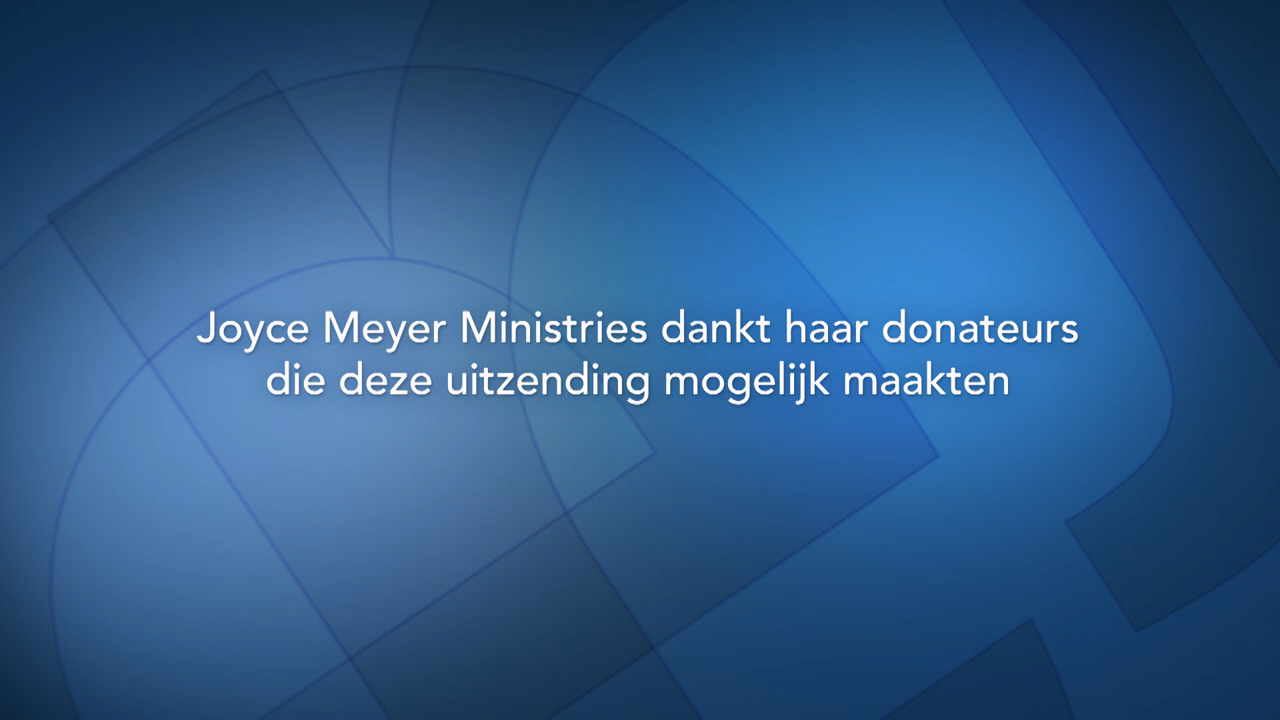 Joyce Meyer Ministries dankt haar donateurs
die deze uitzending mogelijk maakten